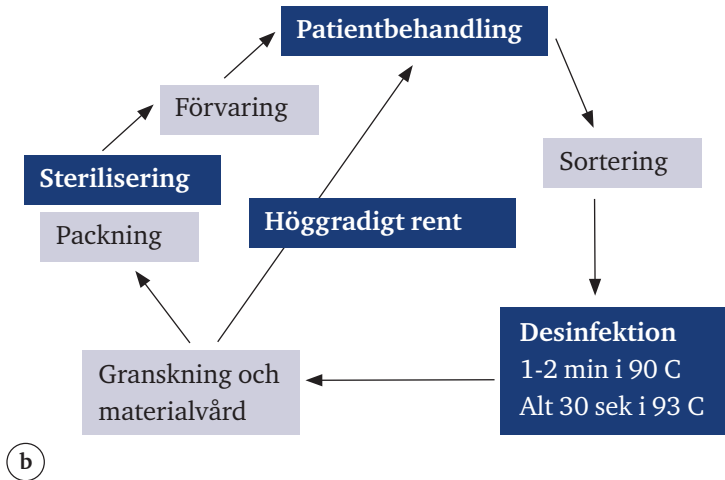 Patientbehandling
Förvaring
Sortering
Sterilisering
Packning
Höggradigt rent
Desinfektion
1-2 min i 90 C
Alt 30 sek i 93 C
Granskning och
materialvård
b